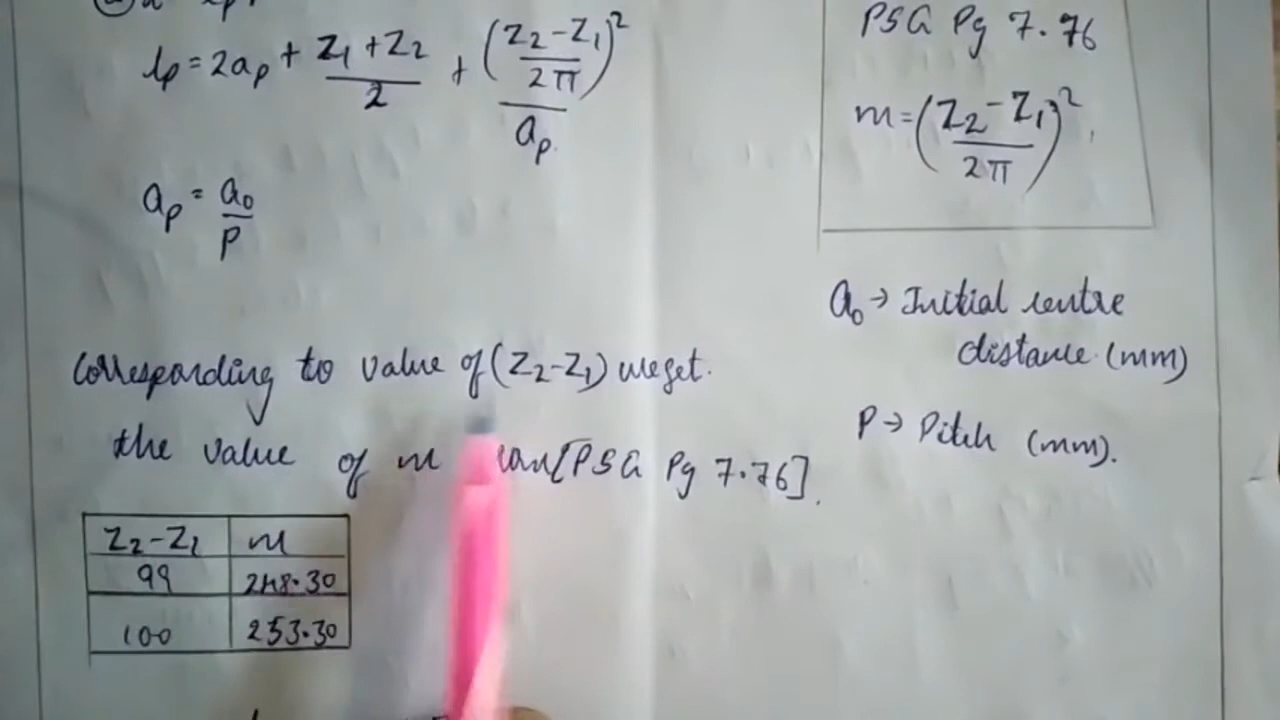 lp = 2ap + Z1 + Z2 / 2 + (Z2 - Z1 / 2π)² / ap.
ap = a0 / p
PSG Pg 7.76
m = (Z2 - Z1 / 2π)²,
a0 → Initial centre
distance (mm)
P → Pitch (mm).
Corresponding to value of (Z2-Z1) we get.
the value of m [PSG Pg 7.76].
Z2-Z1 m
99 248.30
100 253.30